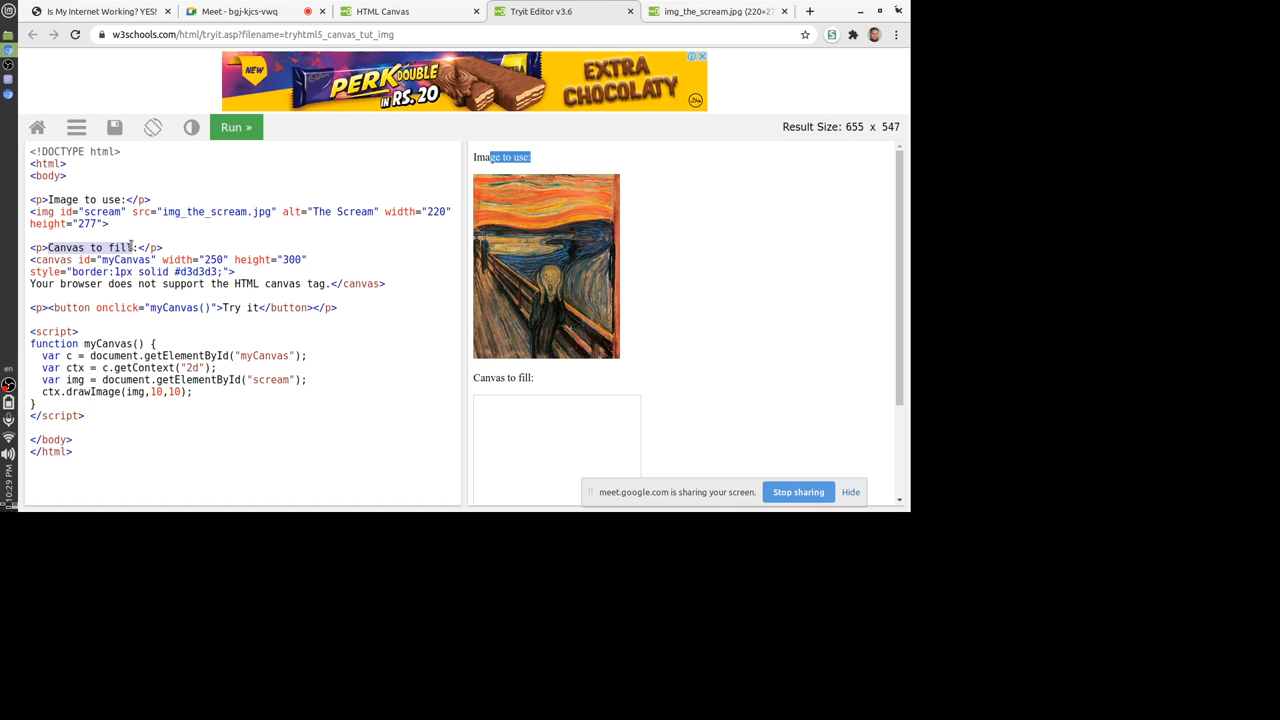 Is My Internet Working? YES!
Meet - bgj-kjcs-vwq
HTML Canvas
Tryit Editor v3.6
img_the_scream.jpg (220×27
w3schools.com/html/tryit.asp?filename=tryhtml5_canvas_tut_img
NEW
Cadbury
PERK DOUBLE
IN RS. 20
EXTRA
CHOCOLATY
Run »
Result Size: 655 x 547
<!DOCTYPE html>
<html>
<body>
<p>Image to use:</p>
<img id="scream" src="img_the_scream.jpg" alt="The Scream" width="220"
height="277">
<p>Canvas to fill:</p>
<canvas id="myCanvas" width="250" height="300"
style="border:1px solid #d3d3d3;">
Your browser does not support the HTML canvas tag.</canvas>
<p><button onclick="myCanvas()">Try it</button></p>
<script>
function myCanvas() {
var c = document.getElementById("myCanvas");
var ctx = c.getContext("2d");
var img = document.getElementById("scream");
ctx.drawImage(img,10,10);
}
</script>
</body>
</html>
Image to use:
Canvas to fill:
meet.google.com is sharing your screen.
Stop sharing
Hide
en
10:29 PM